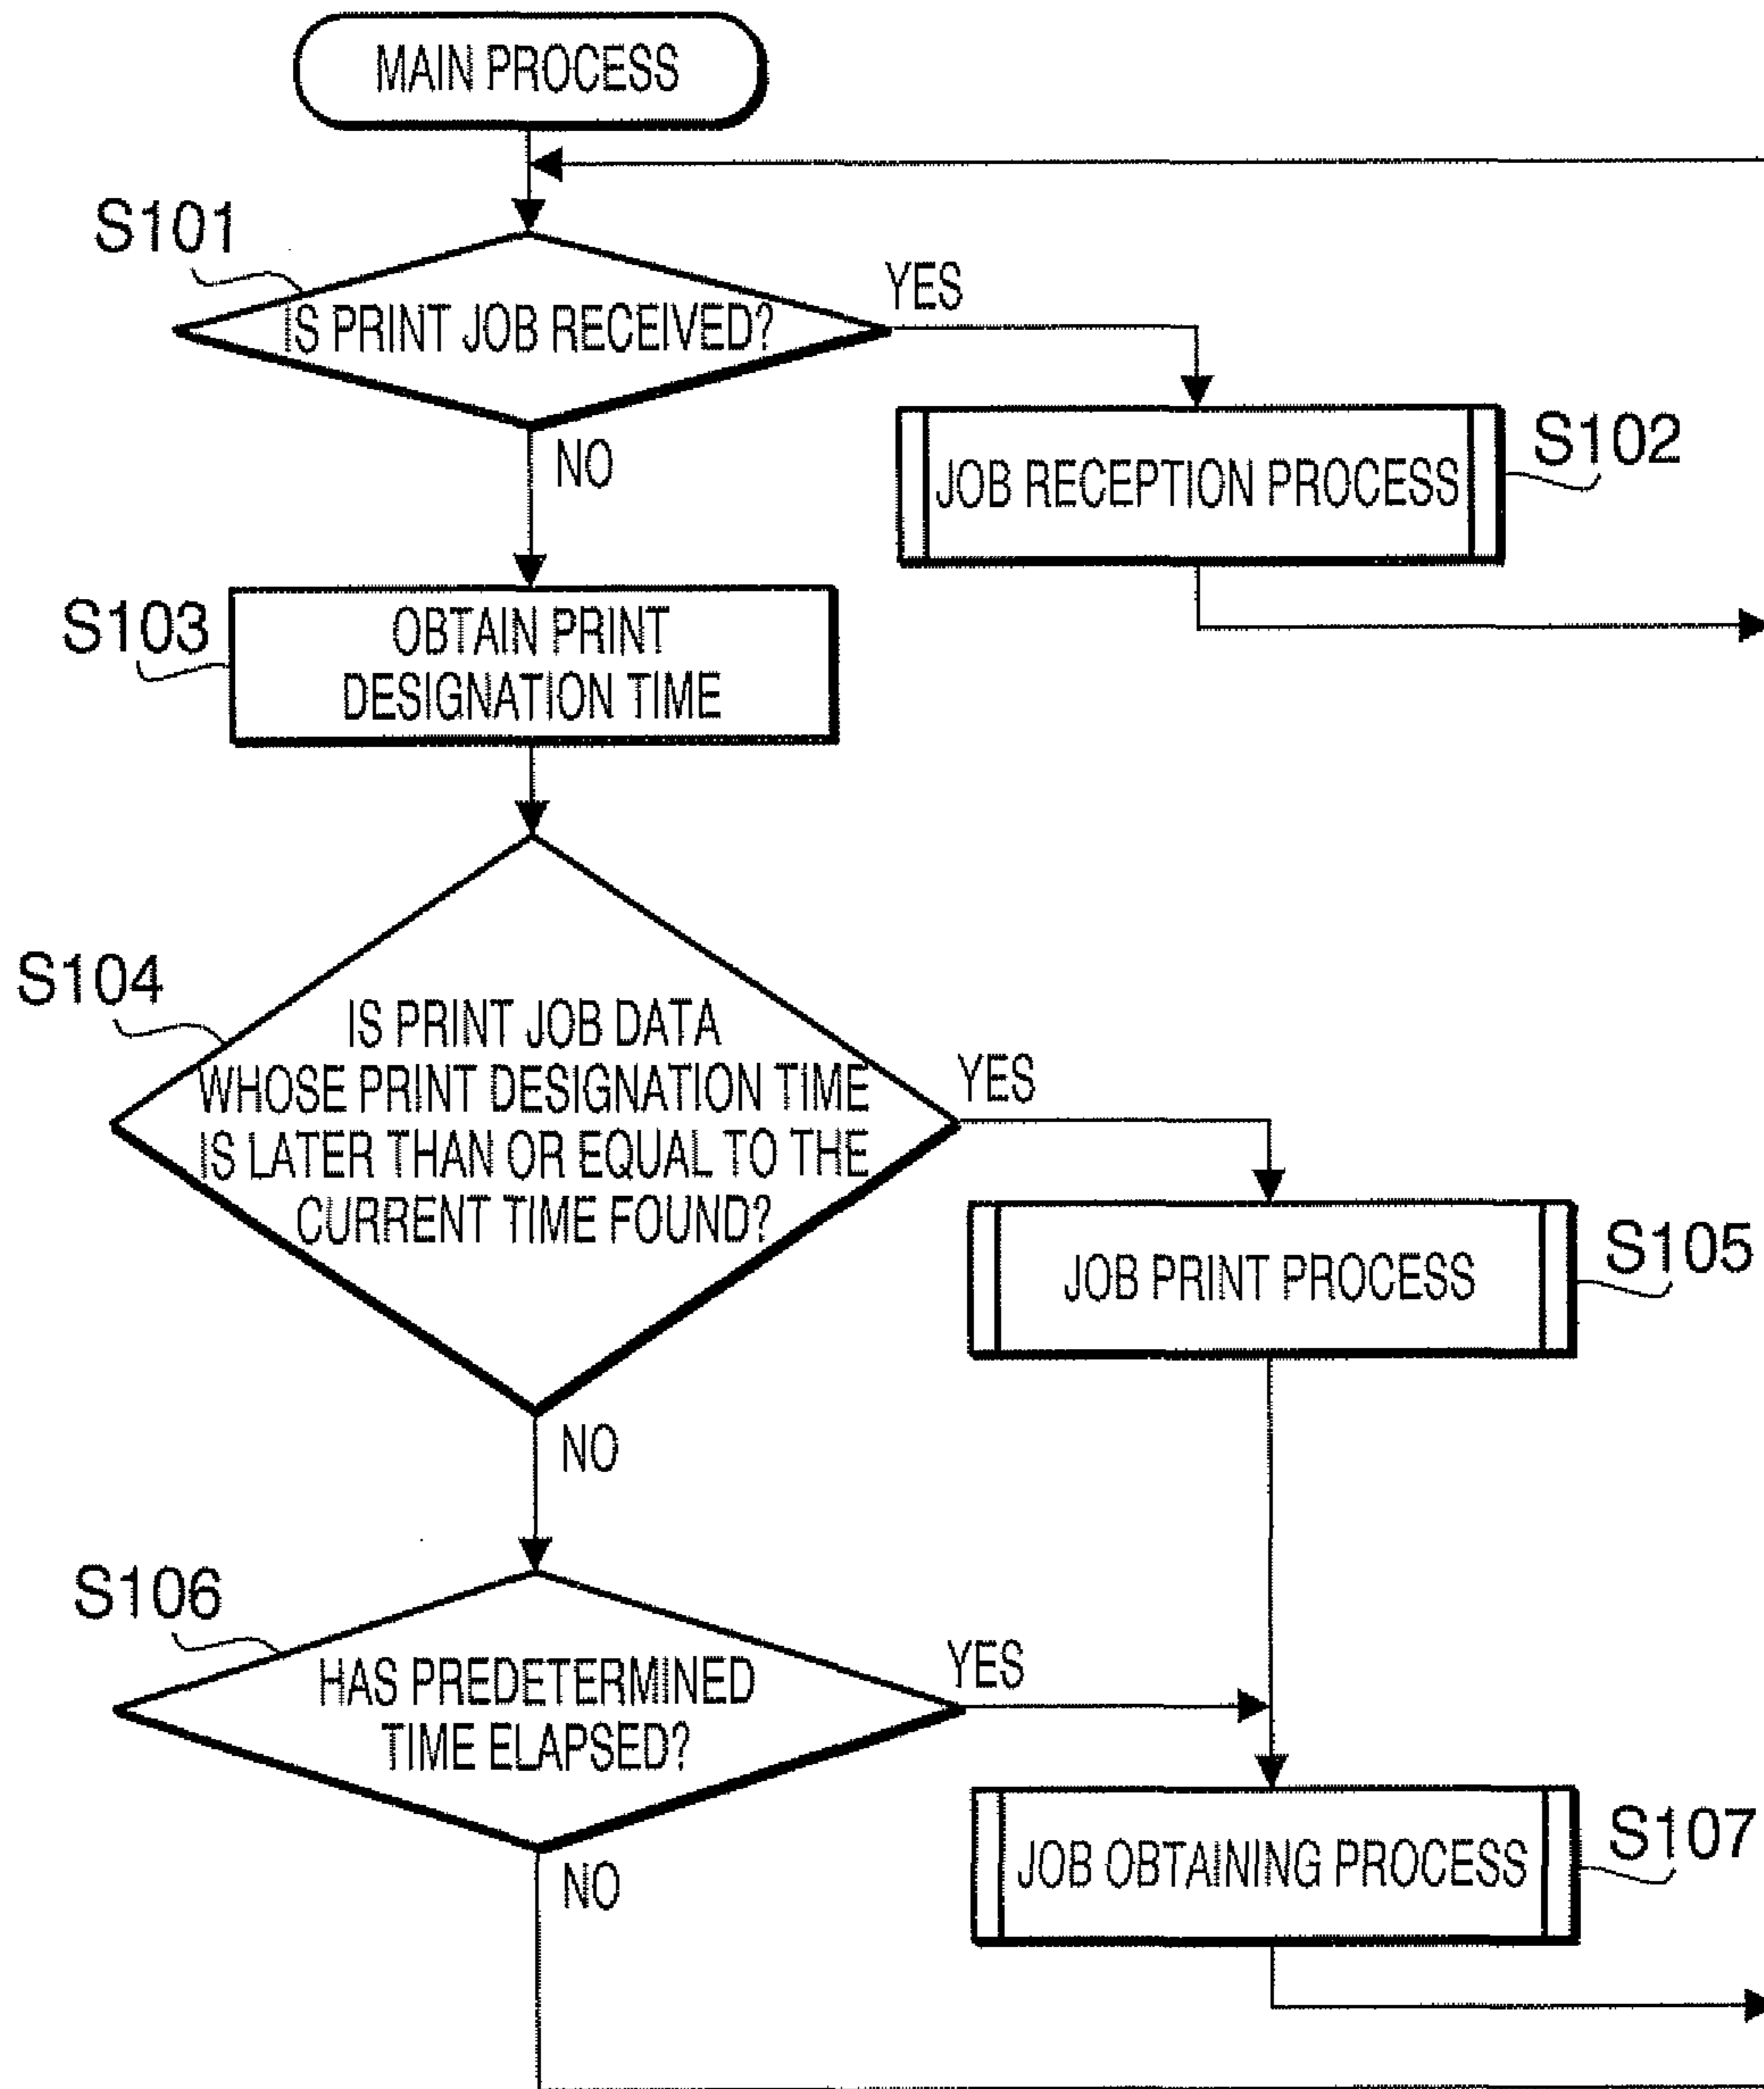 MAIN PROCESS
S101
IS PRINT JOB RECEIVED?
YES
NO
JOB RECEPTION PROCESS
S102
S103
OBTAIN PRINT
DESIGNATION TIME
S104
IS PRINT JOB DATA
WHOSE PRINT DESIGNATION TIME
IS LATER THAN OR EQUAL TO THE
CURRENT TIME FOUND?
YES
NO
JOB PRINT PROCESS
S105
S106
HAS PREDETERMINED
TIME ELAPSED?
YES
NO
JOB OBTAINING PROCESS
S107